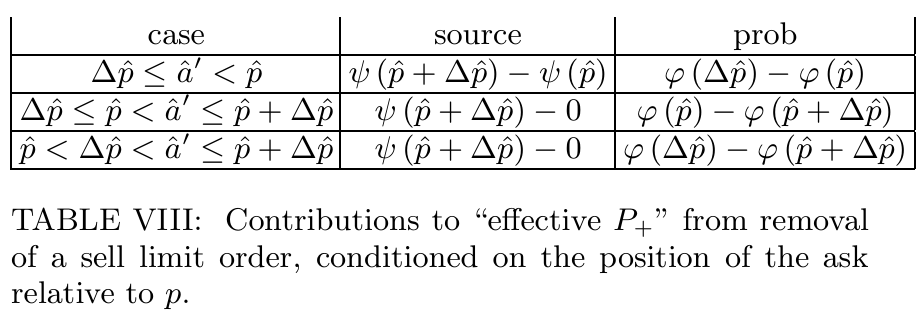 case source prob
Δp̂ ≤ â′ < p̂ ψ (p̂ + Δp̂) − ψ (p̂) φ (Δp̂) − φ (p̂)
Δp̂ ≤ p̂ < â′ ≤ p̂ + Δp̂ ψ (p̂ + Δp̂) − 0 φ (p̂) − φ (p̂ + Δp̂)
p̂ < Δp̂ < â′ ≤ p̂ + Δp̂ ψ (p̂ + Δp̂) − 0 φ (Δp̂) − φ (p̂ + Δp̂)
TABLE VIII: Contributions to “effective P₊” from removal
of a sell limit order, conditioned on the position of the ask
relative to p.